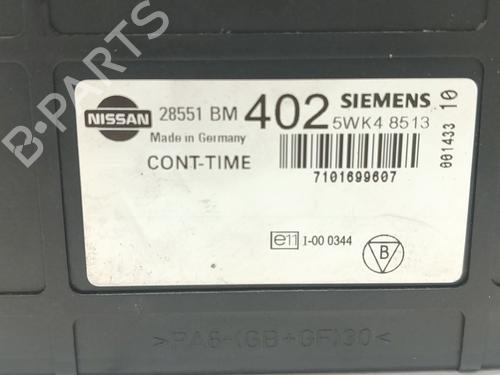 B-PARTS
NISSAN
28551 BM 402
SIEMENS
5WK4 8513
Made in Germany
CONT-TIME
7101699607
001433 10
e11 I-00 0344
B
>PA6-(GB+GF)30<